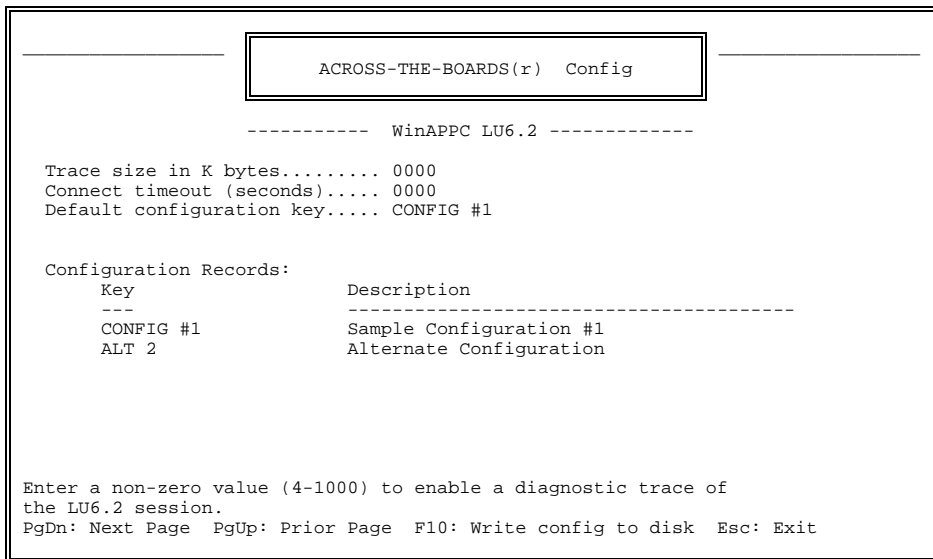 ACROSS-THE-BOARDS(r)  Config
----------- WinAPPC LU6.2 -------------
Trace size in K bytes......... 0000
Connect timeout (seconds)..... 0000
Default configuration key..... CONFIG #1
Configuration Records:
Key Description
--- ----------------------------------------
CONFIG #1 Sample Configuration #1
ALT 2 Alternate Configuration
Enter a non-zero value (4-1000) to enable a diagnostic trace of
the LU6.2 session.
PgDn: Next Page  PgUp: Prior Page  F10: Write config to disk  Esc: Exit